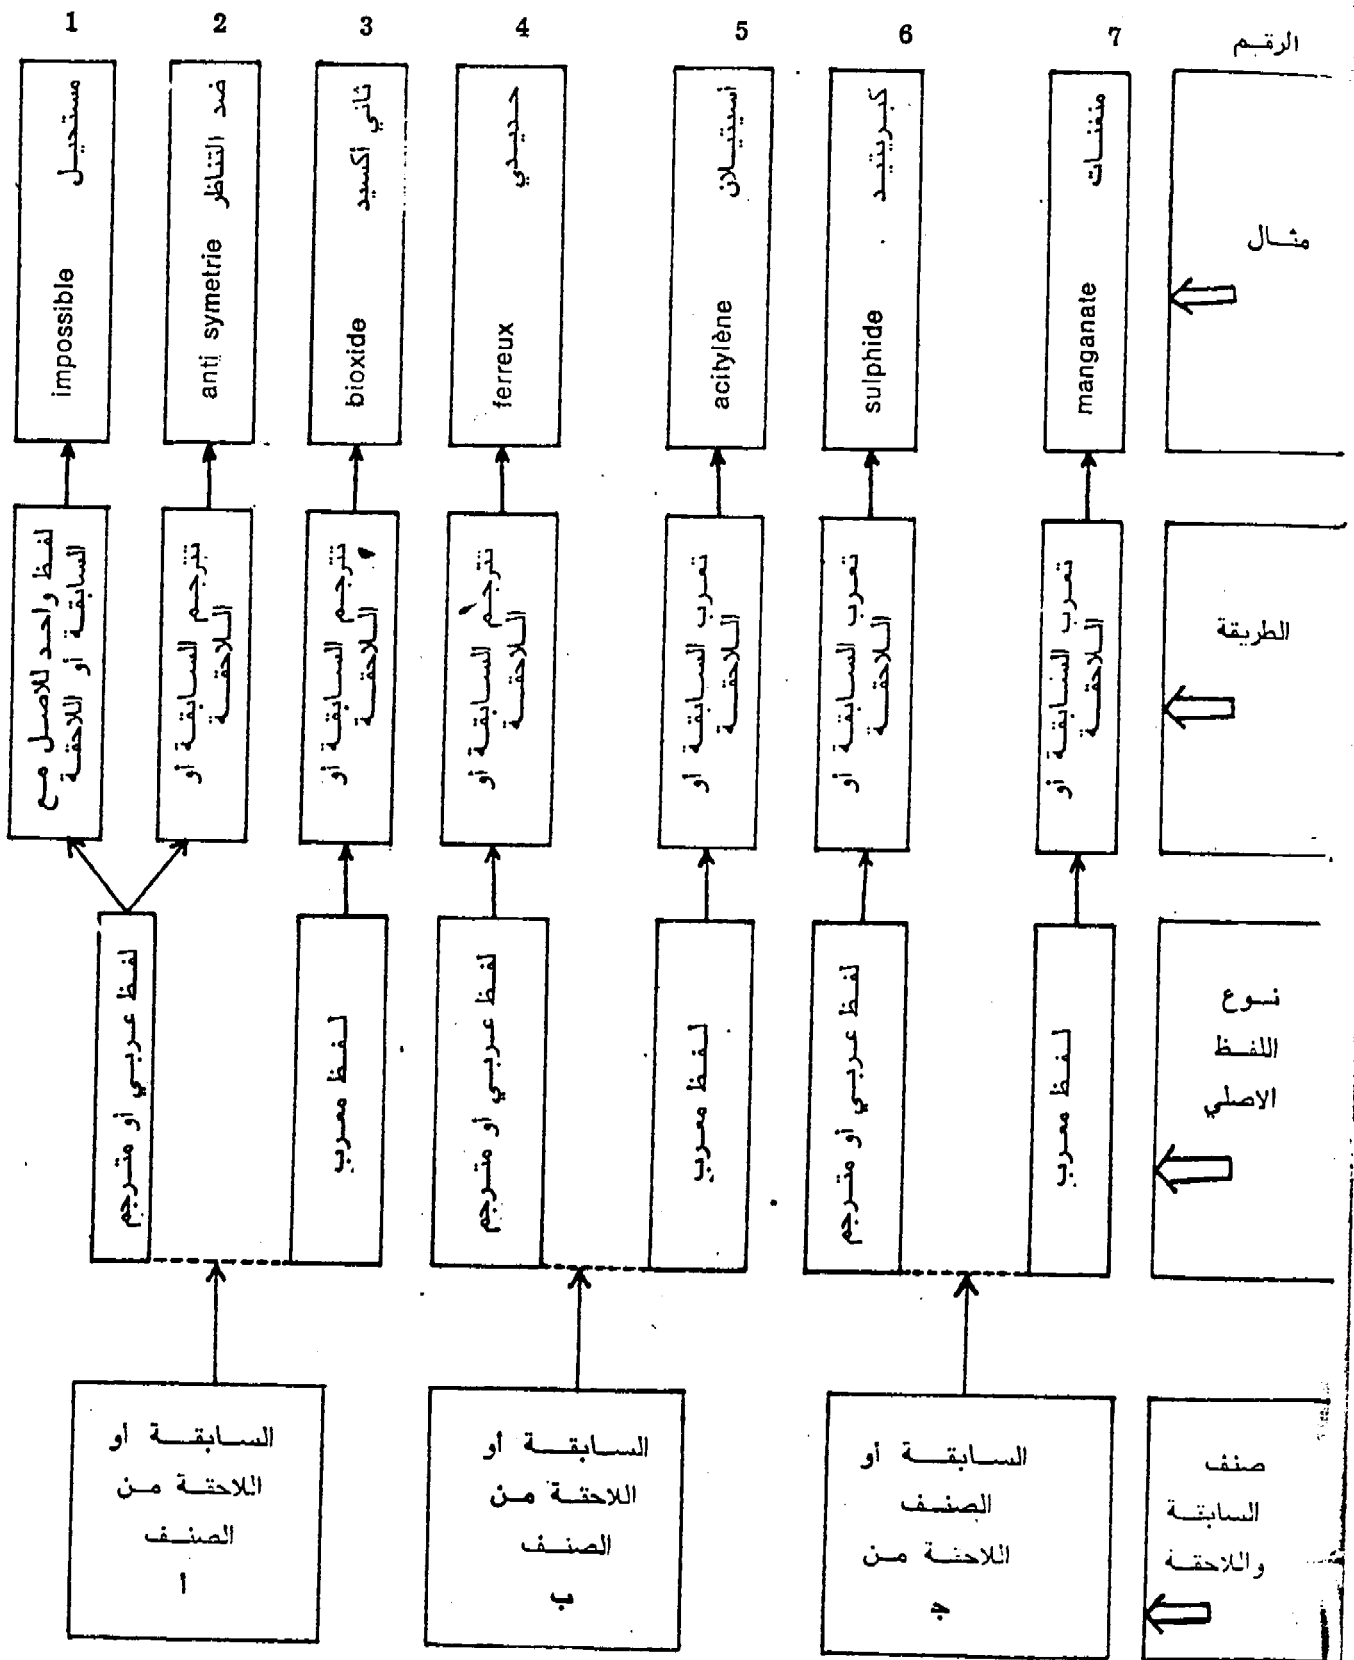 1
2
3
4
5
6
7
الرقم
impossible مستحيل
anti symetrie ضد التناظر
bioxide ثاني أكسيد
ferreux حديدي
acitylène أسيتيلان
sulphide كبريتيد
manganate منغنات
مثال
لفظ واحد للاصل مع
السابقة أو اللاحقة
تترجم السابقة أو
اللاحقة
تترجم السابقة أو
اللاحقة
تترجم السابقة أو
اللاحقة
تعرب السابقة أو
اللاحقة
تعرب السابقة أو
اللاحقة
تعرب السابقة أو
اللاحقة
الطريقة
لفظ عربي أو مترجم
لفظ معرب
لفظ عربي أو مترجم
لفظ معرب
لفظ عربي أو مترجم
لفظ معرب
نوع
اللفظ
الاصلي
السابقة أو
اللاحقة من
الصنف
أ
السابقة أو
اللاحقة من
الصنف
ب
السابقة أو
الصنف
اللاحقة من
ج
صنف
السابقة
واللاحقة